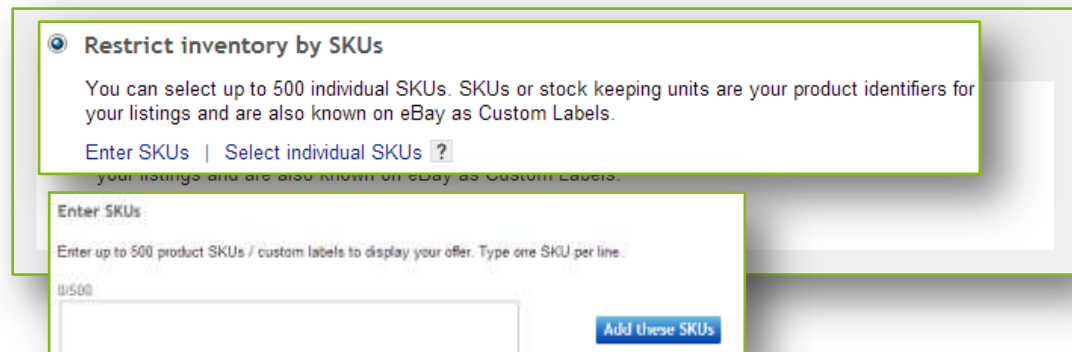 Restrict inventory by SKUs
You can select up to 500 individual SKUs. SKUs or stock keeping units are your product identifiers for
your listings and are also known on eBay as Custom Labels.
Enter SKUs | Select individual SKUs ?
your listings and are also known on eBay as Custom Labels.
Enter SKUs
Enter up to 500 product SKUs / custom labels to display your offer. Type one SKU per line.
0/500
Add these SKUs